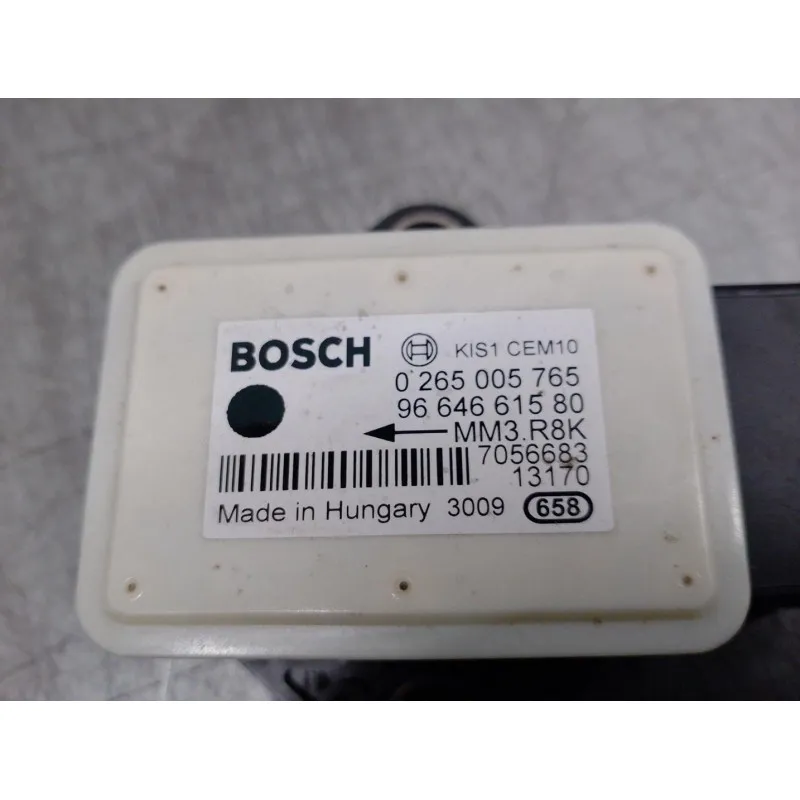 BOSCH KIS1 CEM10
0 265 005 765
96 646 615 80
MM3.R8K
7056683
13170
Made in Hungary 3009 658